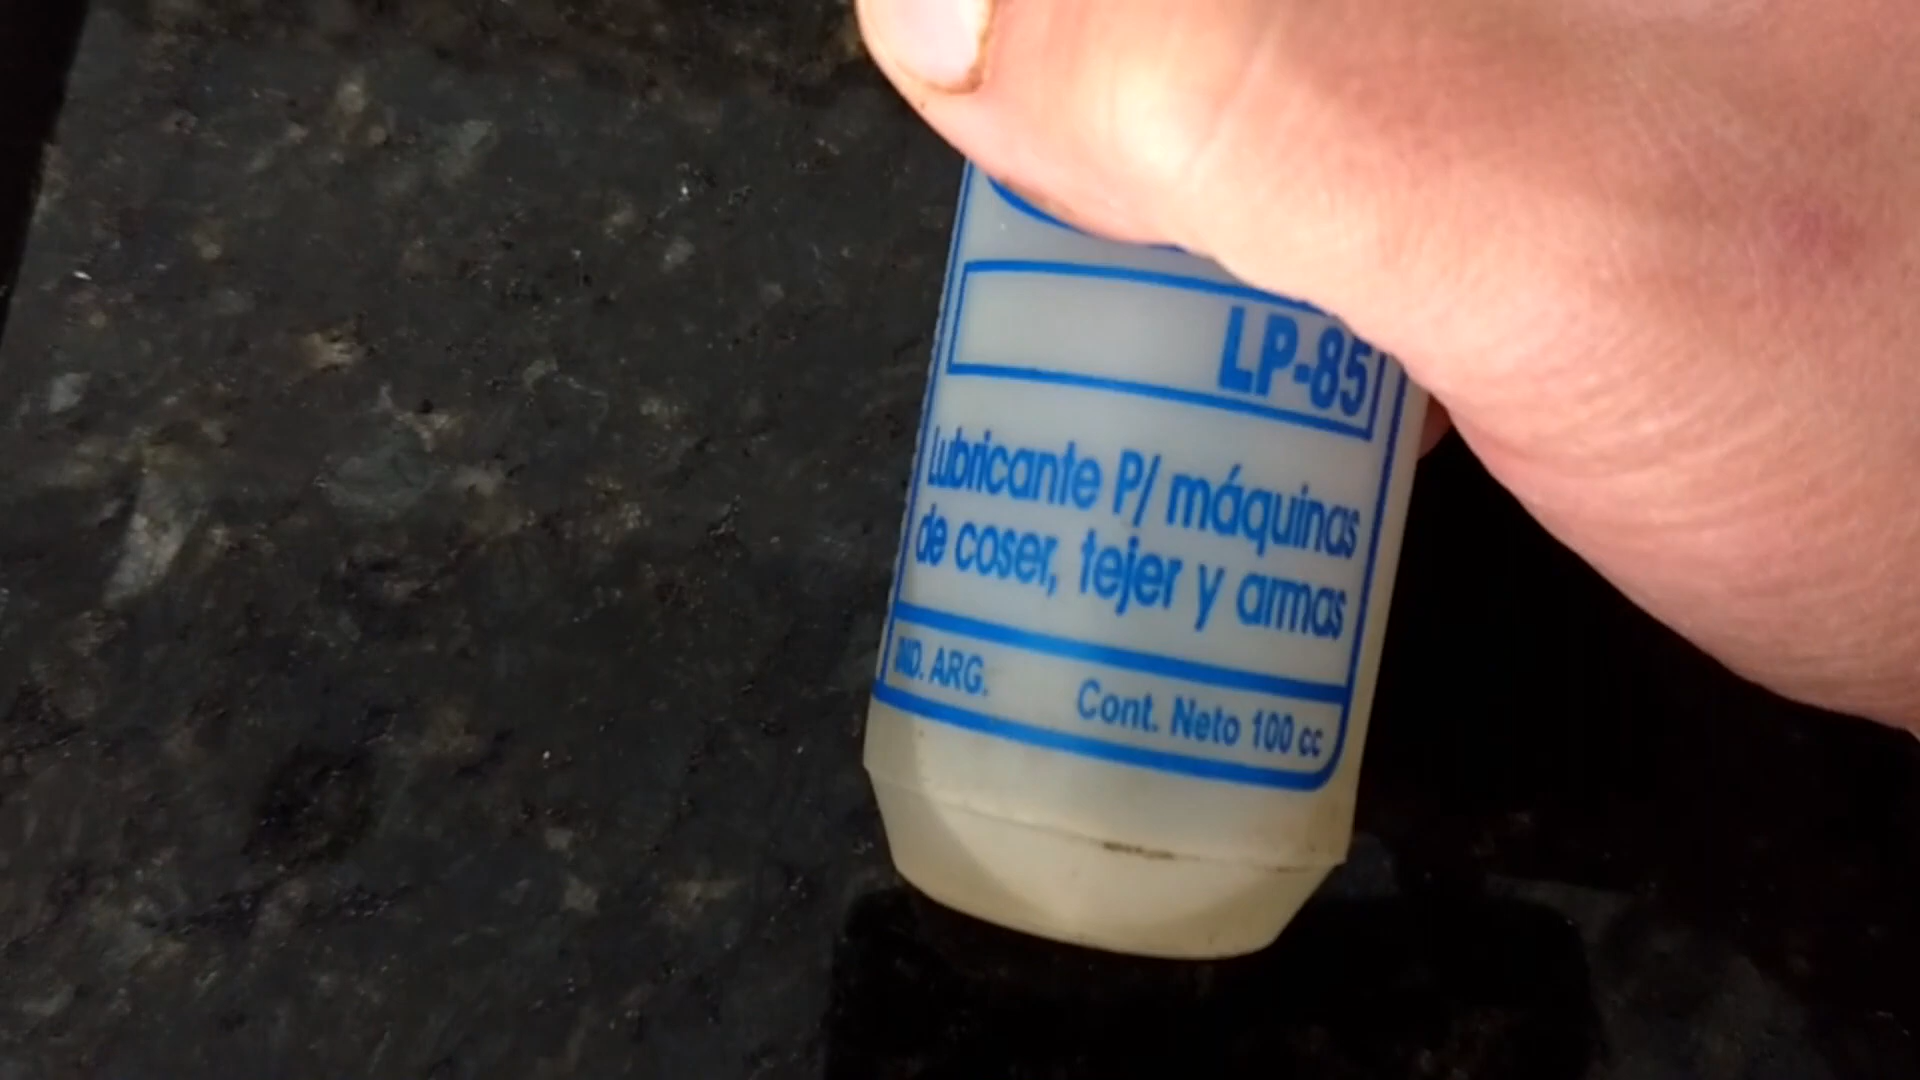 LP-85
Lubricante P/ máquinas
de coser, tejer y armas
IND. ARG. Cont. Neto 100 cc